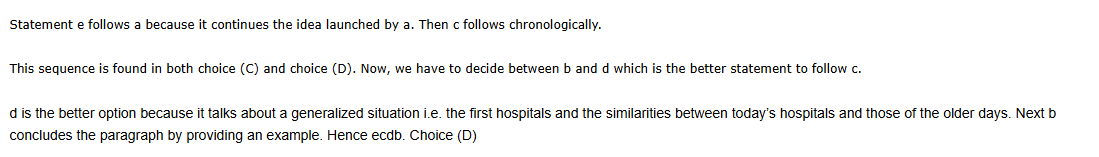 Statement e follows a because it continues the idea launched by a. Then c follows chronologically.
This sequence is found in both choice (C) and choice (D). Now, we have to decide between b and d which is the better statement to follow c.
d is the better option because it talks about a generalized situation i.e. the first hospitals and the similarities between today's hospitals and those of the older days. Next b
concludes the paragraph by providing an example. Hence ecdb. Choice (D)